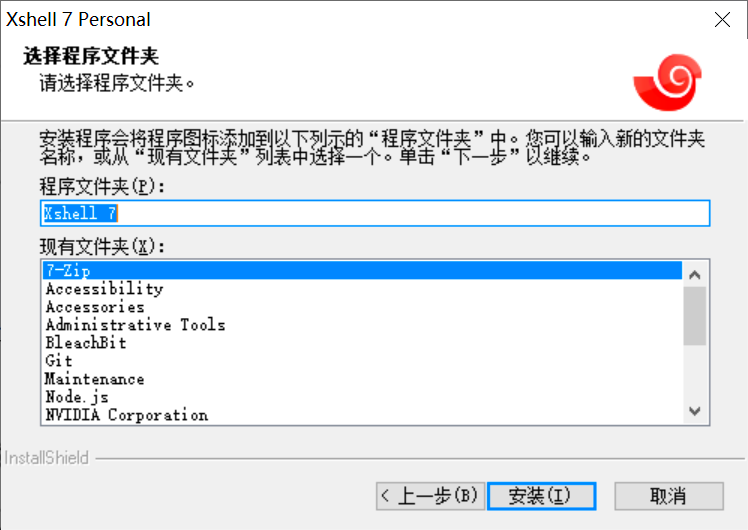 Xshell 7 Personal
选择程序文件夹
请选择程序文件夹。
安装程序会将程序图标添加到以下列示的“程序文件夹”中。您可以输入新的文件夹
名称，或从“现有文件夹”列表中选择一个。单击“下一步”以继续。
程序文件夹(P):
Xshell 7
现有文件夹(X):
7-Zip
Accessibility
Accessories
Administrative Tools
BleachBit
Git
Maintenance
Node.js
NVIDIA Corporation
InstallShield
< 上一步(B) 安装(I) 取消